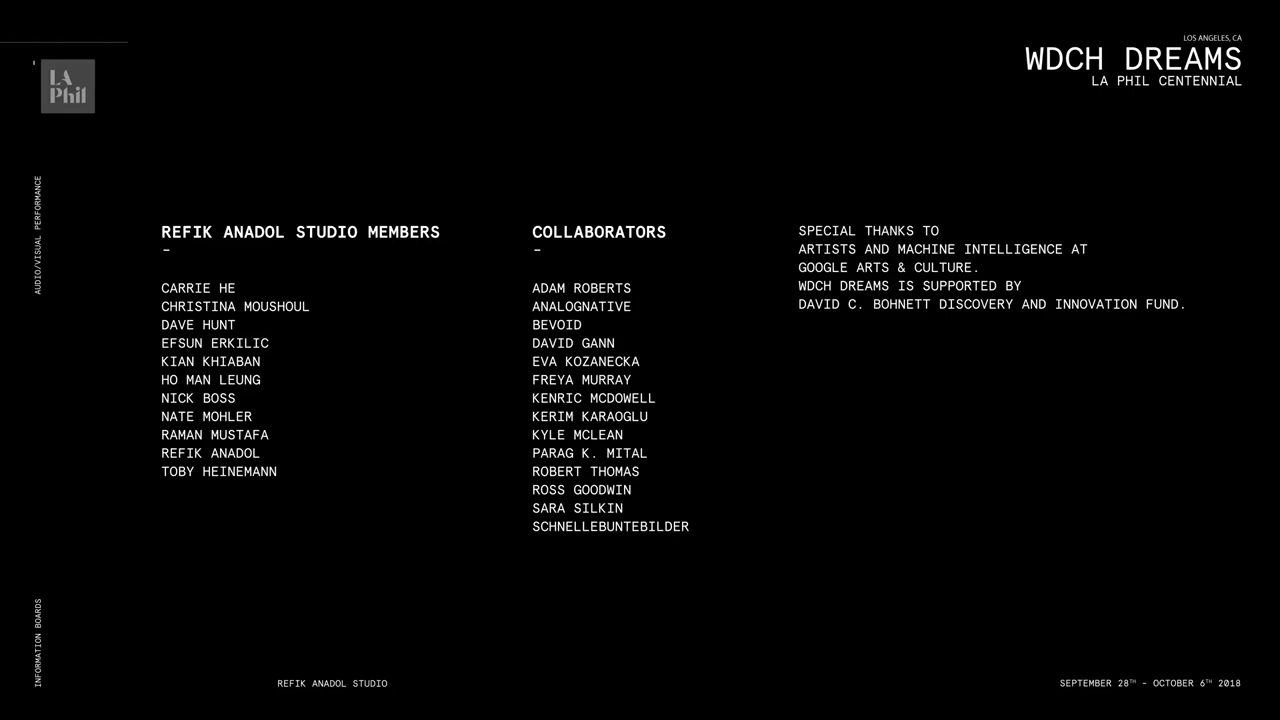 LOS ANGELES, CA
WDCH DREAMS
LA PHIL CENTENNIAL
LA
Phil
AUDIO/VISUAL PERFORMANCE
REFIK ANADOL STUDIO MEMBERS
-
CARRIE HE
CHRISTINA MOUSHOUL
DAVE HUNT
EFSUN ERKILIC
KIAN KHIABAN
HO MAN LEUNG
NICK BOSS
NATE MOHLER
RAMAN MUSTAFA
REFIK ANADOL
TOBY HEINEMANN
COLLABORATORS
-
ADAM ROBERTS
ANALOGNATIVE
BEVOID
DAVID GANN
EVA KOZANECKA
FREYA MURRAY
KENRIC MCDOWELL
KERIM KARAOGLU
KYLE MCLEAN
PARAG K. MITAL
ROBERT THOMAS
ROSS GOODWIN
SARA SILKIN
SCHNELLEBUNTEBILDER
SPECIAL THANKS TO
ARTISTS AND MACHINE INTELLIGENCE AT
GOOGLE ARTS & CULTURE.
WDCH DREAMS IS SUPPORTED BY
DAVID C. BOHNETT DISCOVERY AND INNOVATION FUND.
INFORMATION BOARDS
REFIK ANADOL STUDIO
SEPTEMBER 28TH - OCTOBER 6TH 2018